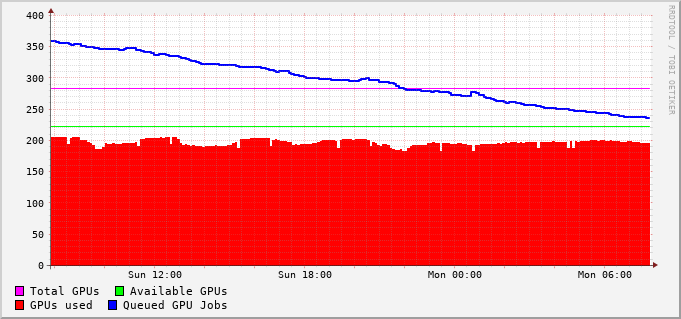 400
350
300
250
200
150
100
50
0
Sun 12:00 Sun 18:00 Mon 00:00 Mon 06:00
Total GPUs Available GPUs
GPUs used Queued GPU Jobs
RRDTOOL / TOBI OETIKER